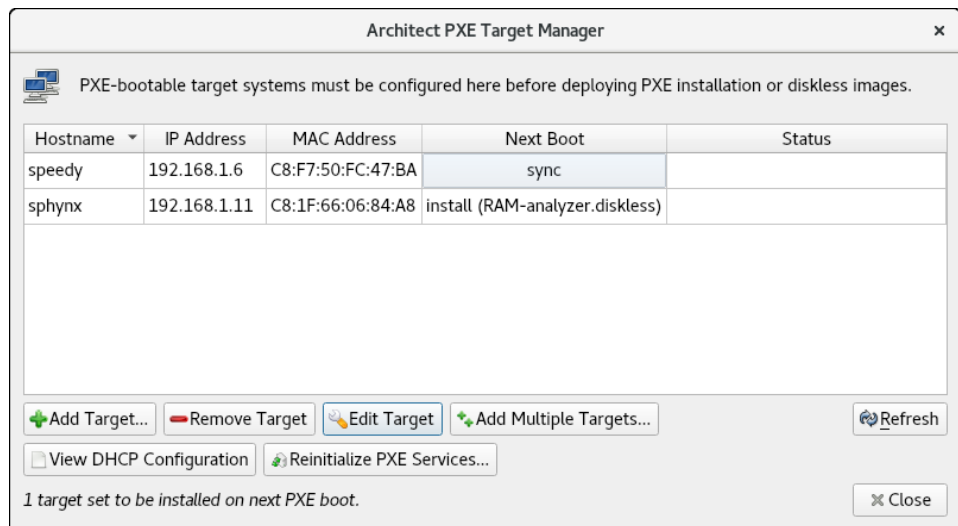 Architect PXE Target Manager
PXE-bootable target systems must be configured here before deploying PXE installation or diskless images.
Hostname IP Address MAC Address Next Boot Status
speedy 192.168.1.6 C8:F7:50:FC:47:BA sync
sphynx 192.168.1.11 C8:1F:66:06:84:A8 install (RAM-analyzer.diskless)
Add Target... Remove Target Edit Target Add Multiple Targets... Refresh
View DHCP Configuration Reinitialize PXE Services...
1 target set to be installed on next PXE boot. Close